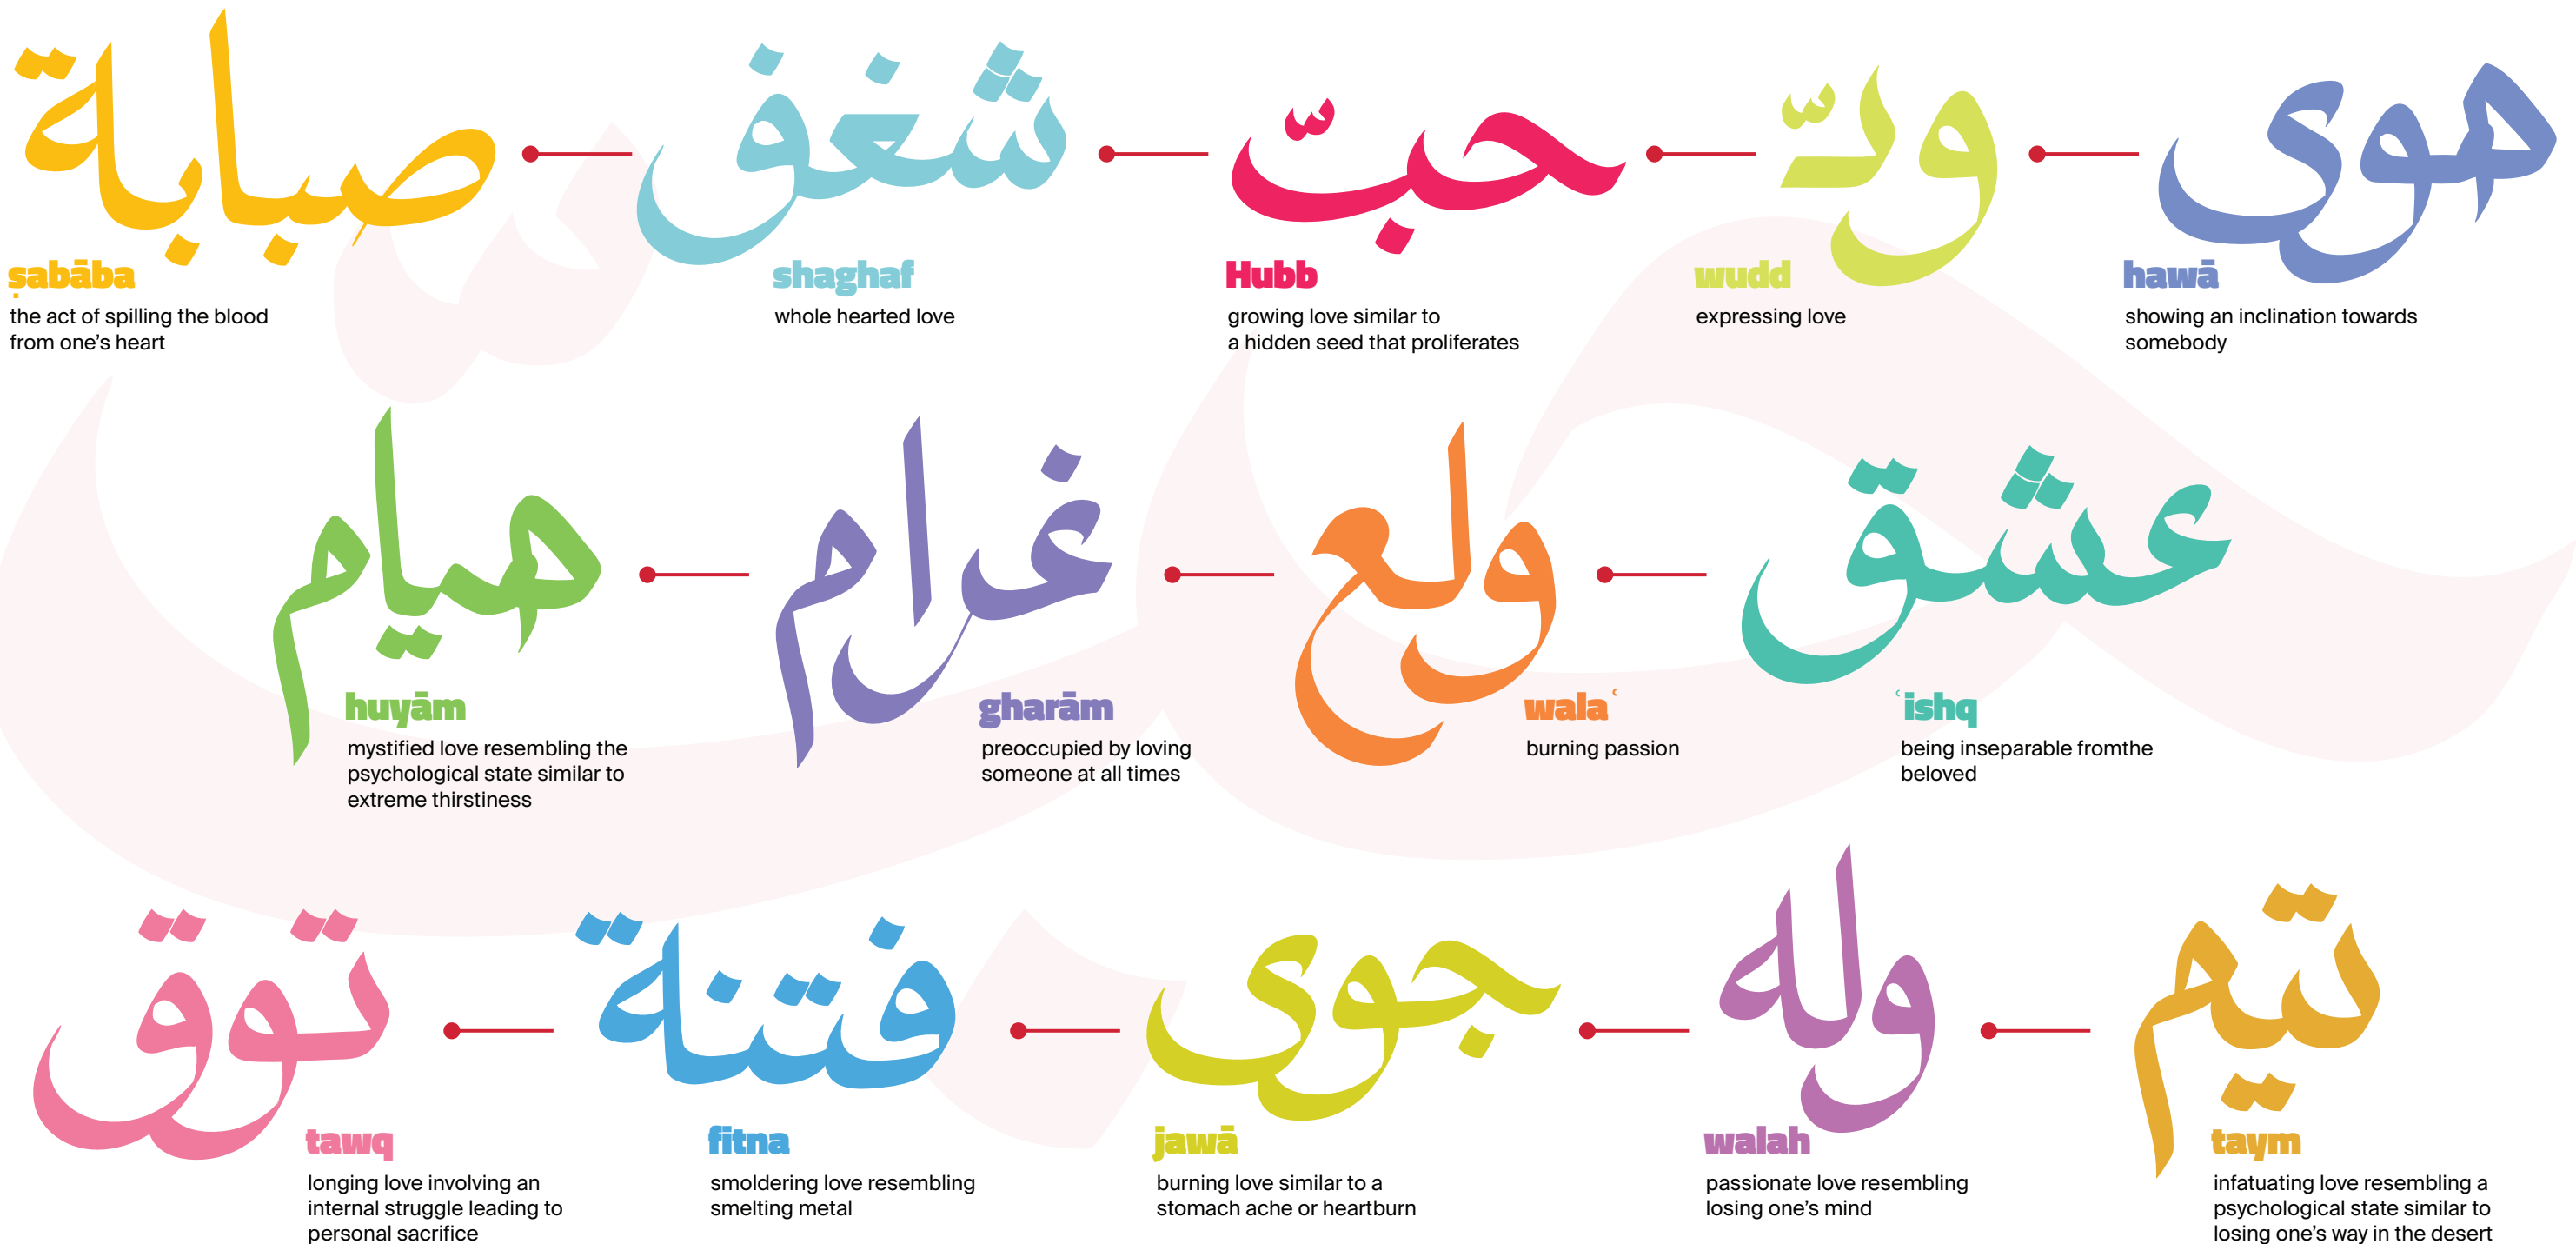 هوى
hawā
showing an inclination towards
somebody
ودّ
wudd
expressing love
حبّ
Hubb
growing love similar to
a hidden seed that proliferates
شغف
shaghaf
whole hearted love
صبابة
ṣabāba
the act of spilling the blood
from one's heart
عشق
ʿishq
being inseparable fromthe
beloved
ولع
walaʿ
burning passion
غرام
gharām
preoccupied by loving
someone at all times
هيام
huyām
mystified love resembling the
psychological state similar to
extreme thirstiness
تيم
taym
infatuating love resembling a
psychological state similar to
losing one's way in the desert
وله
walah
passionate love resembling
losing one's mind
جوى
jawā
burning love similar to a
stomach ache or heartburn
فتنة
fitna
smoldering love resembling
smelting metal
توق
tawq
longing love involving an
internal struggle leading to
personal sacrifice